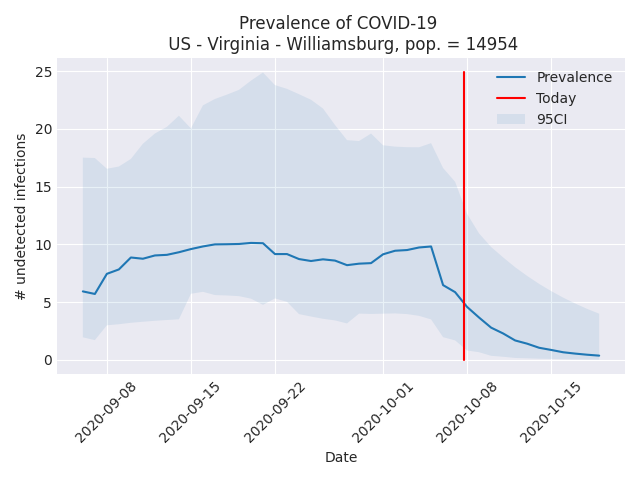 Prevalence of COVID-19
US - Virginia - Williamsburg, pop. = 14954
# undetected infections
25
20
15
10
5
0
Prevalence
Today
95CI
2020-09-08
2020-09-15
2020-09-22
2020-10-01
2020-10-08
2020-10-15
Date